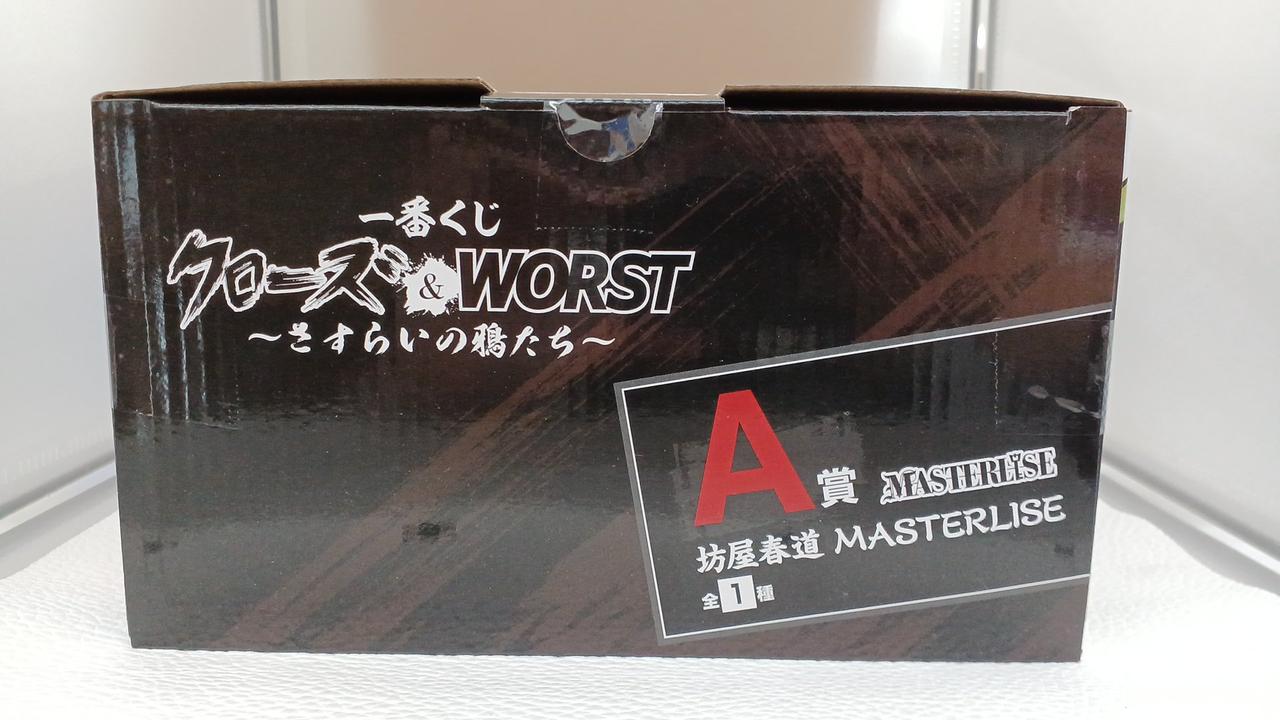 一番くじ
クローズ&WORST
～さすらいの鴉たち～
A賞 MASTERLISE
坊屋春道 MASTERLISE
全1種